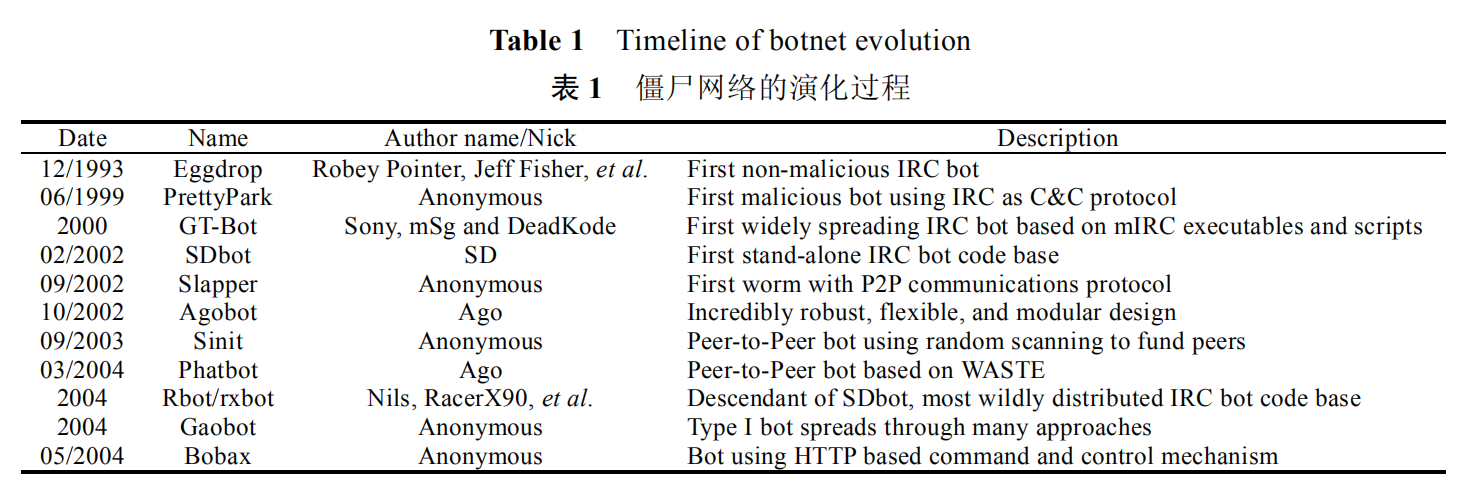 Table 1 Timeline of botnet evolution
表 1 僵尸网络的演化过程
Date Name Author name/Nick Description
12/1993 Eggdrop Robey Pointer, Jeff Fisher, et al. First non-malicious IRC bot
06/1999 PrettyPark Anonymous First malicious bot using IRC as C&C protocol
2000 GT-Bot Sony, mSg and DeadKode First widely spreading IRC bot based on mIRC executables and scripts
02/2002 SDbot SD First stand-alone IRC bot code base
09/2002 Slapper Anonymous First worm with P2P communications protocol
10/2002 Agobot Ago Incredibly robust, flexible, and modular design
09/2003 Sinit Anonymous Peer-to-Peer bot using random scanning to fund peers
03/2004 Phatbot Ago Peer-to-Peer bot based on WASTE
2004 Rbot/rxbot Nils, RacerX90, et al. Descendant of SDbot, most wildly distributed IRC bot code base
2004 Gaobot Anonymous Type I bot spreads through many approaches
05/2004 Bobax Anonymous Bot using HTTP based command and control mechanism